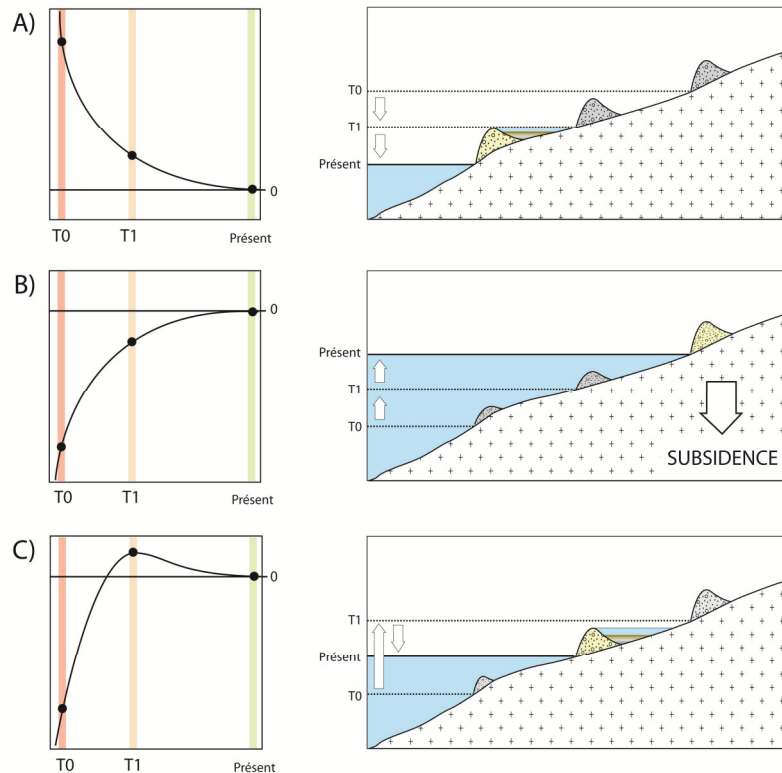 A)
0
T0
T1
Présent
T0
T1
Présent
B)
0
T0
T1
Présent
Présent
T1
T0
SUBSIDENCE
C)
0
T0
T1
Présent
T1
Présent
T0